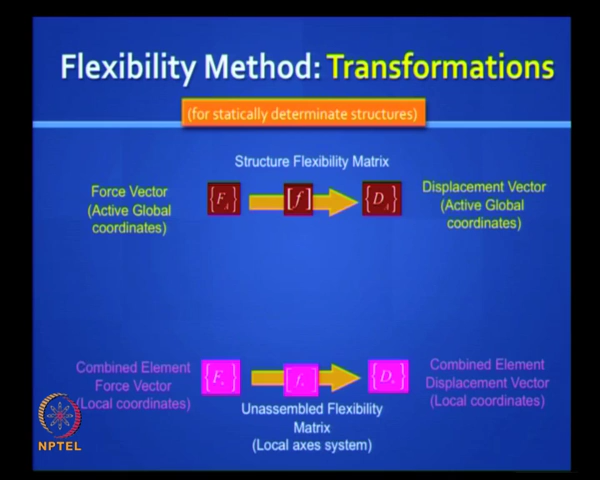 Flexibility Method: Transformations
(for statically determinate structures)
Structure Flexibility Matrix
Force Vector
(Active Global
coordinates)
{F_A}
[f]
{D_A}
Displacement Vector
(Active Global
coordinates)
Combined Element
Force Vector
(Local coordinates)
{F_*}
[f_*]
{D_*}
Combined Element
Displacement Vector
(Local coordinates)
Unassembled Flexibility
Matrix
(Local axes system)
NPTEL